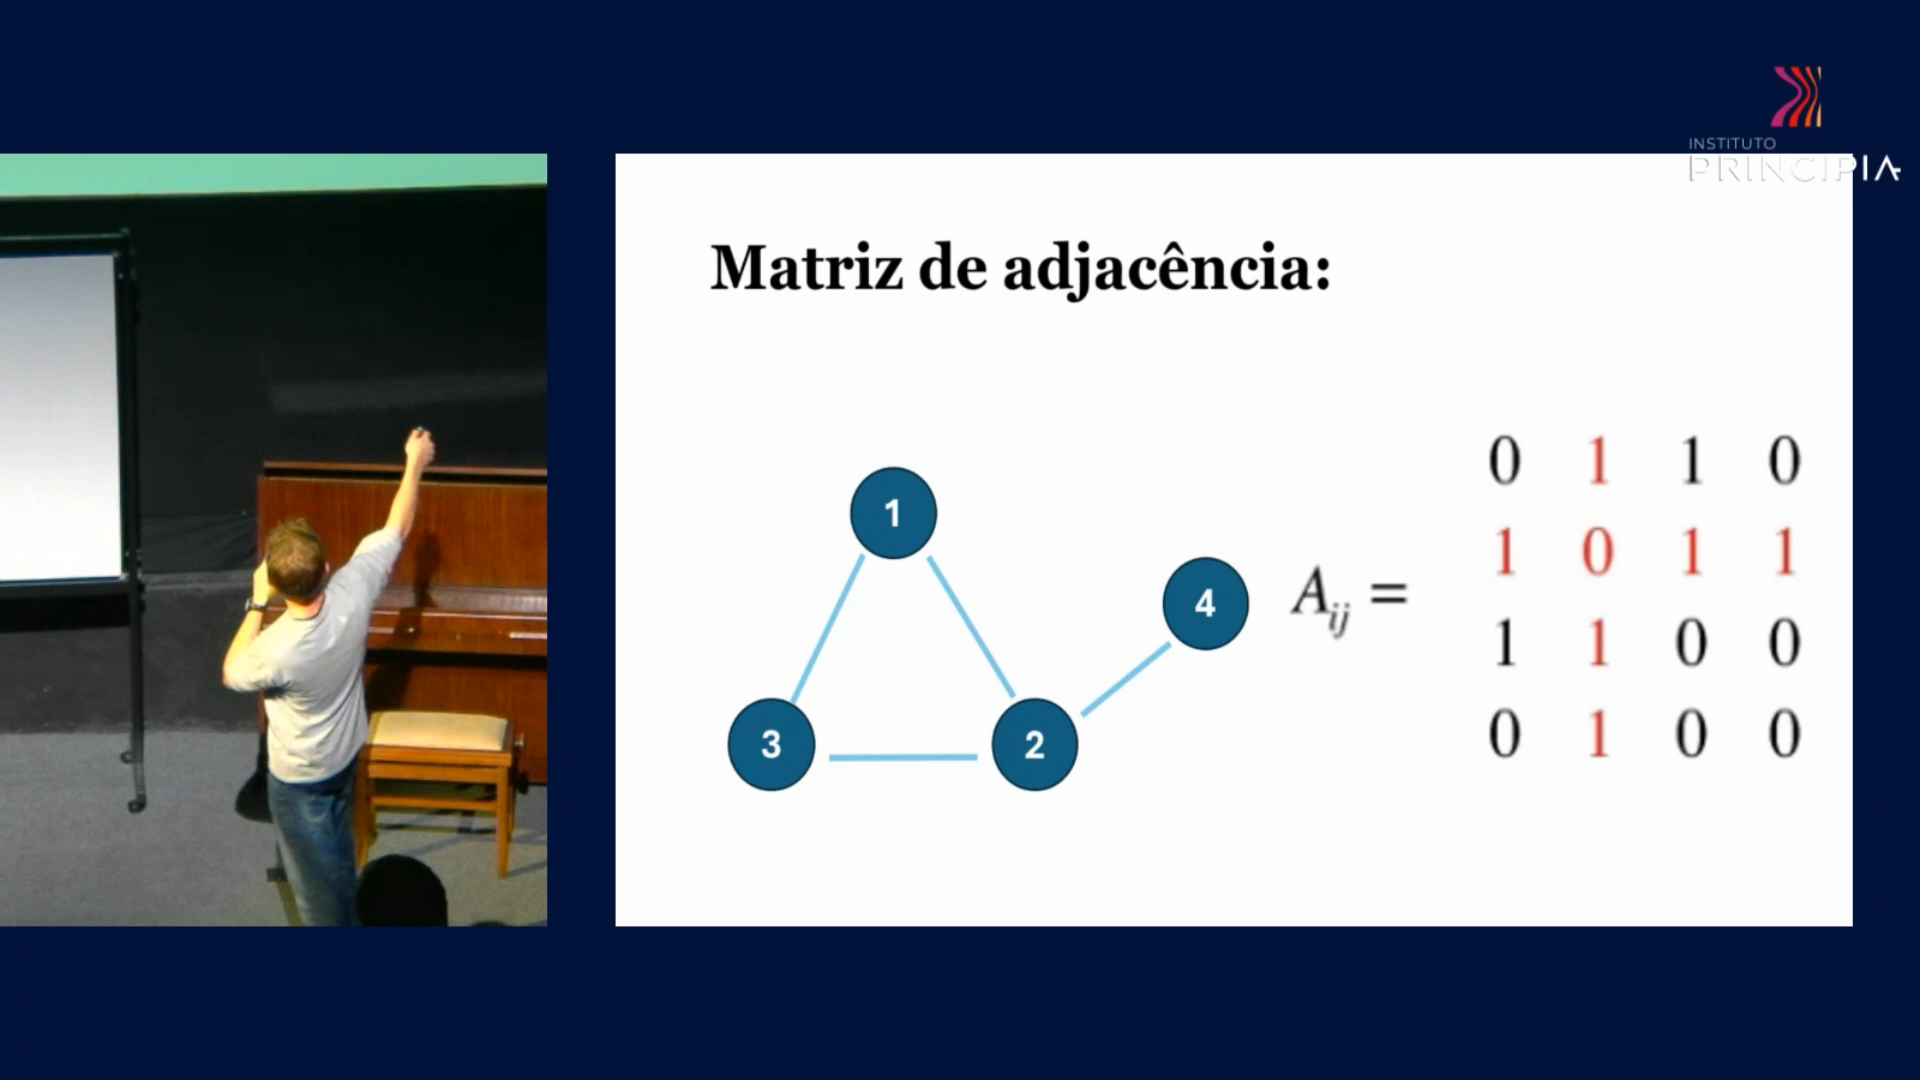 INSTITUTO
PRINCIPIA
Matriz de adjacência:
1
4
3
2
A_ij =
0 1 1 0
1 0 1 1
1 1 0 0
0 1 0 0